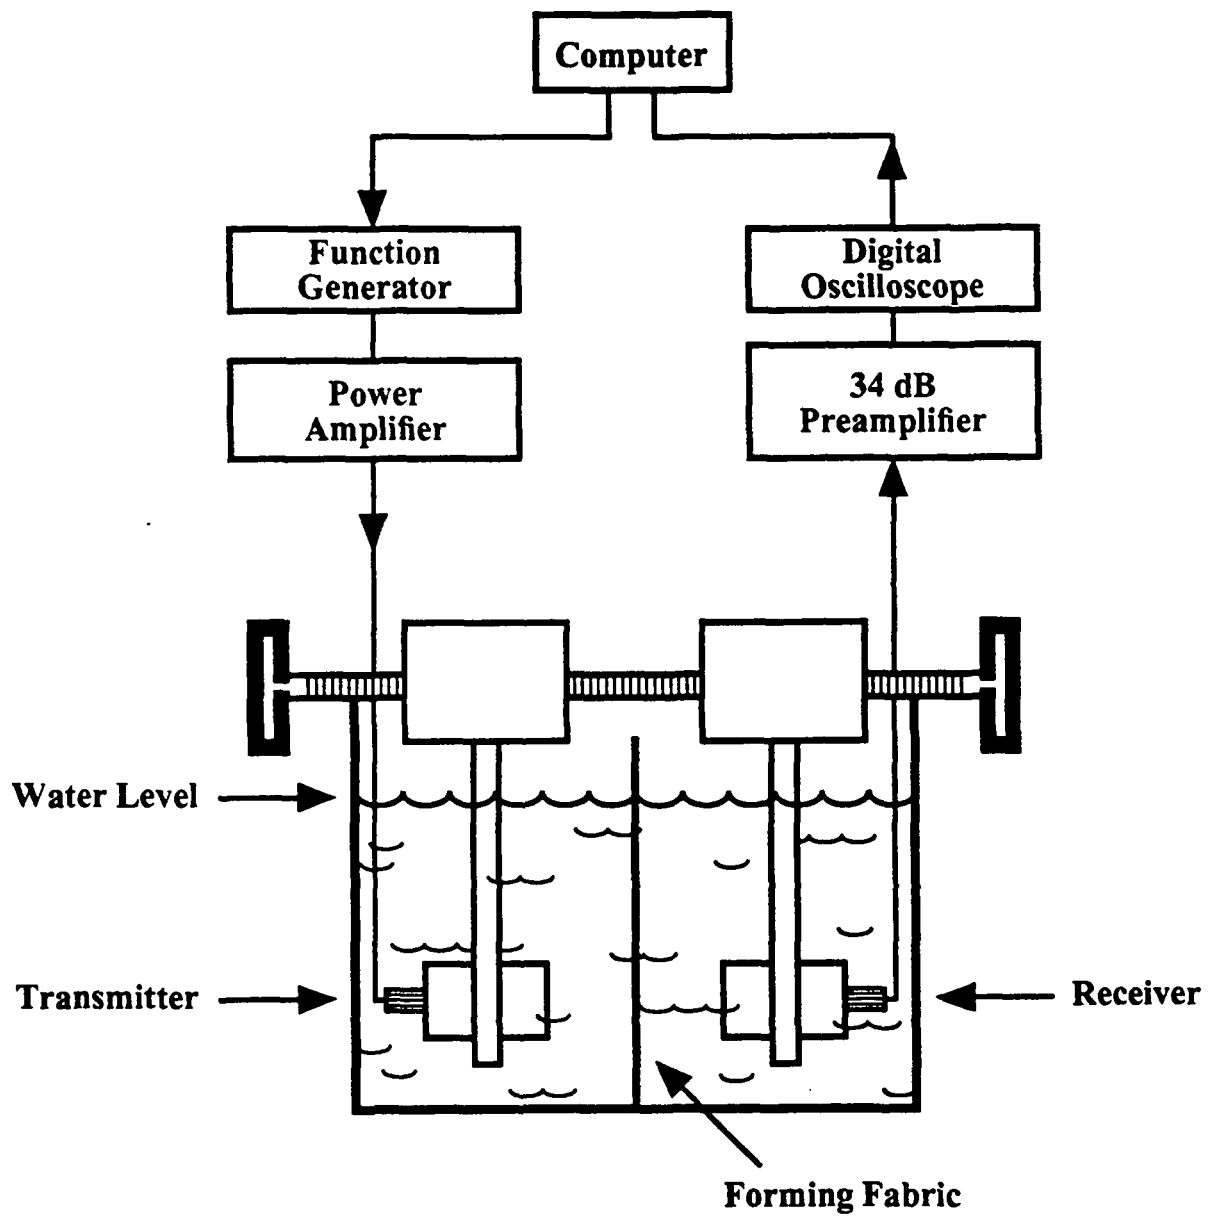 Computer
Function
Generator
Digital
Oscilloscope
Power
Amplifier
34 dB
Preamplifier
Water Level
Transmitter
Receiver
Forming Fabric